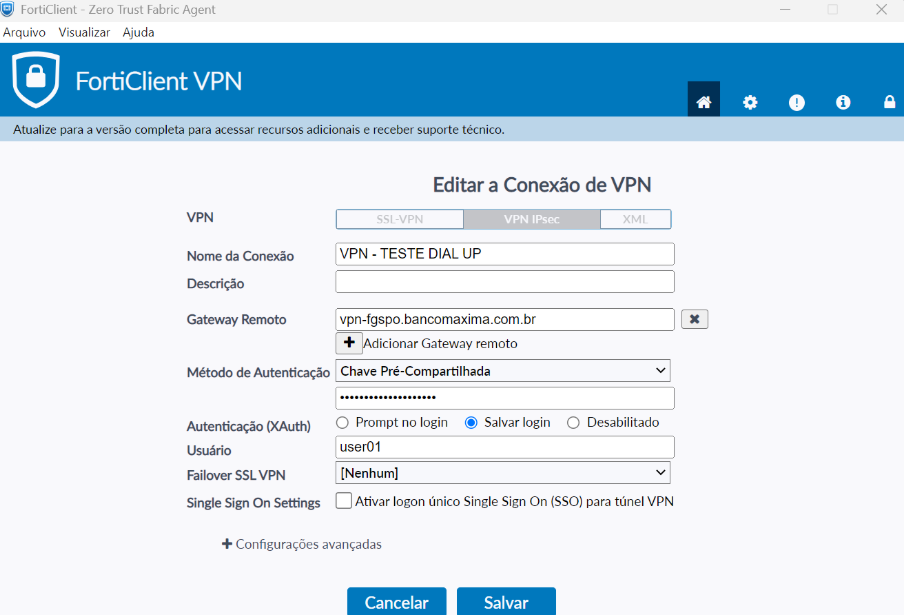 FortiClient - Zero Trust Fabric Agent
Arquivo Visualizar Ajuda
FortiClient VPN
Atualize para a versão completa para acessar recursos adicionais e receber suporte técnico.
Editar a Conexão de VPN
VPN SSL-VPN VPN IPsec XML
Nome da Conexão VPN - TESTE DIAL UP
Descrição
Gateway Remoto vpn-fgspo.bancomaxima.com.br
Adicionar Gateway remoto
Método de Autenticação Chave Pré-Compartilhada
••••••••••••••••••••
Autenticação (XAuth) Prompt no login Salvar login Desabilitado
Usuário user01
Failover SSL VPN [Nenhum]
Single Sign On Settings Ativar logon único Single Sign On (SSO) para túnel VPN
+ Configurações avançadas
Cancelar Salvar